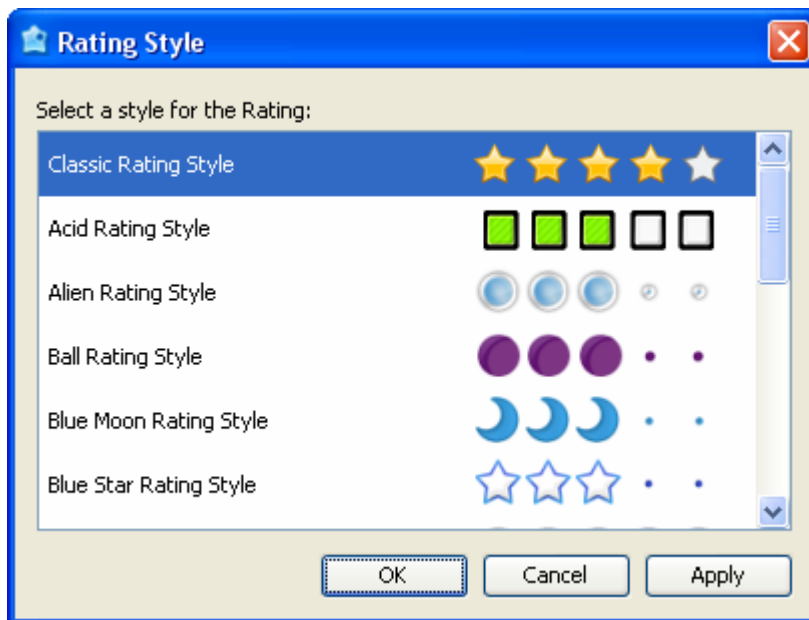 Rating Style
Select a style for the Rating:
Classic Rating Style
Acid Rating Style
Alien Rating Style
Ball Rating Style
Blue Moon Rating Style
Blue Star Rating Style
OK Cancel Apply